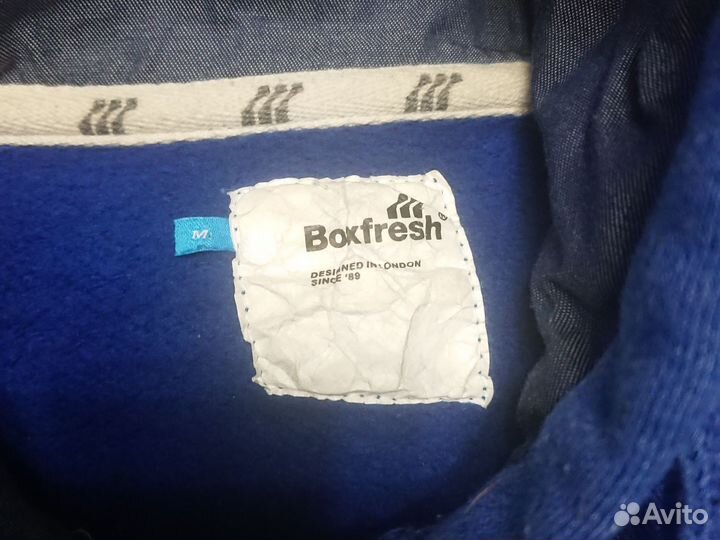 M
Boxfresh®
DESIGNED IN LONDON
SINCE '89
Avito